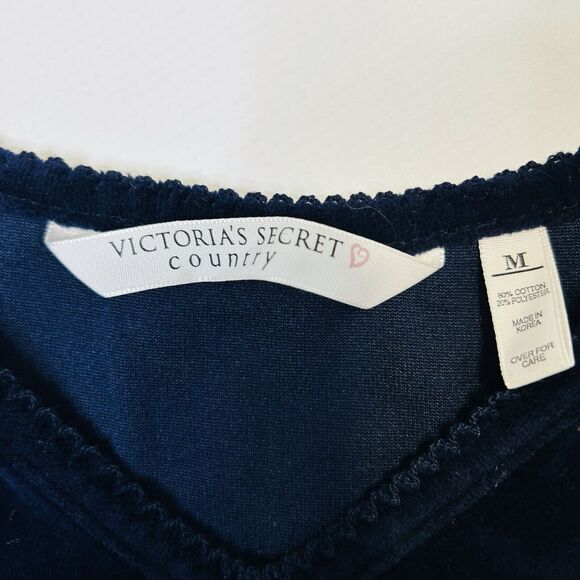 VICTORIA'S SECRET
country
M
80% COTTON
20% POLYESTER
MADE IN
KOREA
OVER FOR
CARE